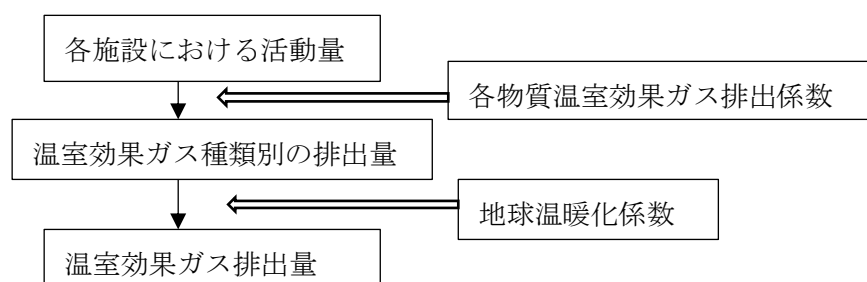 各施設における活動量
各物質温室効果ガス排出係数
温室効果ガス種類別の排出量
地球温暖化係数
温室効果ガス排出量